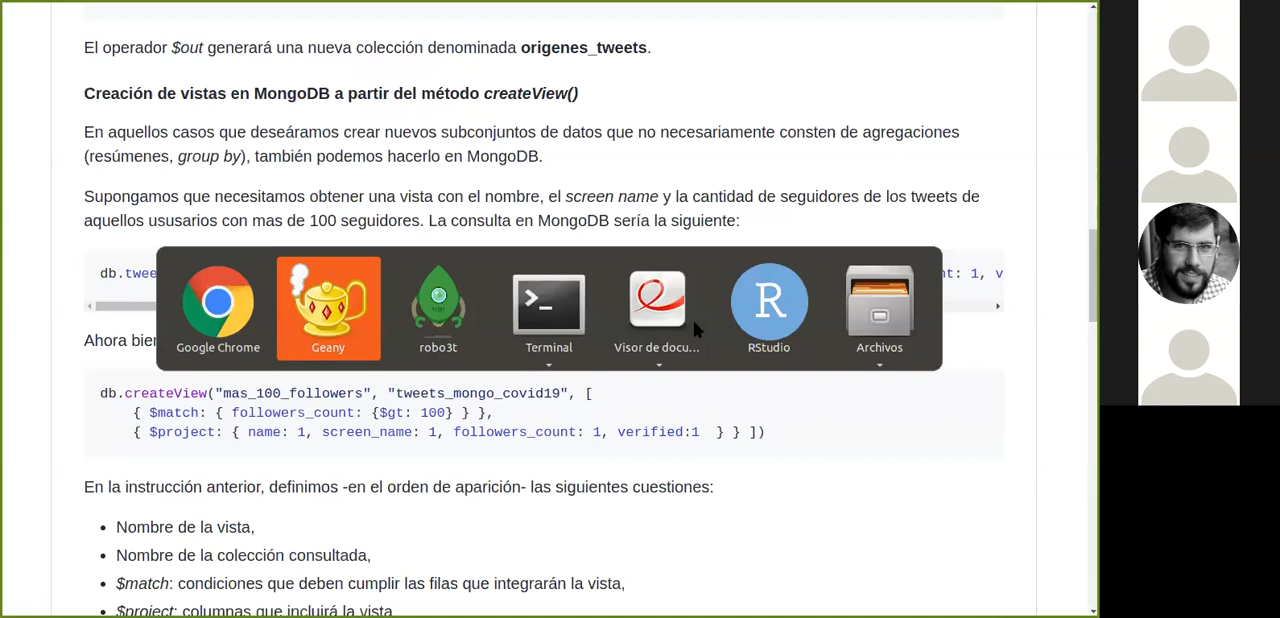 El operador $out generará una nueva colección denominada origenes_tweets.
Creación de vistas en MongoDB a partir del método createView()
En aquellos casos que deseáramos crear nuevos subconjuntos de datos que no necesariamente consten de agregaciones
(resúmenes, group by), también podemos hacerlo en MongoDB.
Supongamos que necesitamos obtener una vista con el nombre, el screen name y la cantidad de seguidores de los tweets de
aquellos ususarios con mas de 100 seguidores. La consulta en MongoDB sería la siguiente:
db.twee t: 1, v
Google Chrome Geany robo3t Terminal Visor de docu... RStudio Archivos
Ahora bien
db.createView("mas_100_followers", "tweets_mongo_covid19", [
{ $match: { followers_count: {$gt: 100} } },
{ $project: { name: 1, screen_name: 1, followers_count: 1, verified:1 } } ])
En la instrucción anterior, definimos -en el orden de aparición- las siguientes cuestiones:
• Nombre de la vista,
• Nombre de la colección consultada,
• $match: condiciones que deben cumplir las filas que integrarán la vista,
• $project: columnas que incluirá la vista